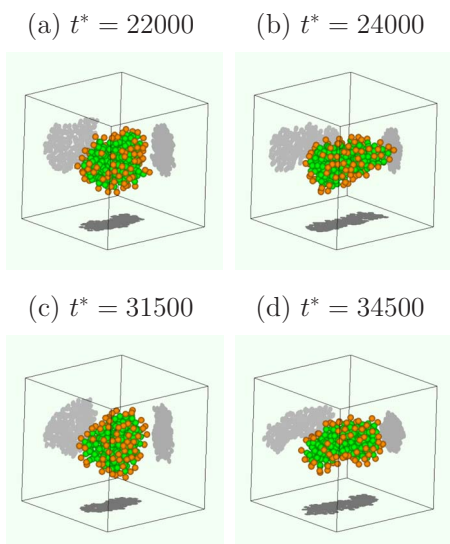 (a) t* = 22000
(b) t* = 24000
(c) t* = 31500
(d) t* = 34500